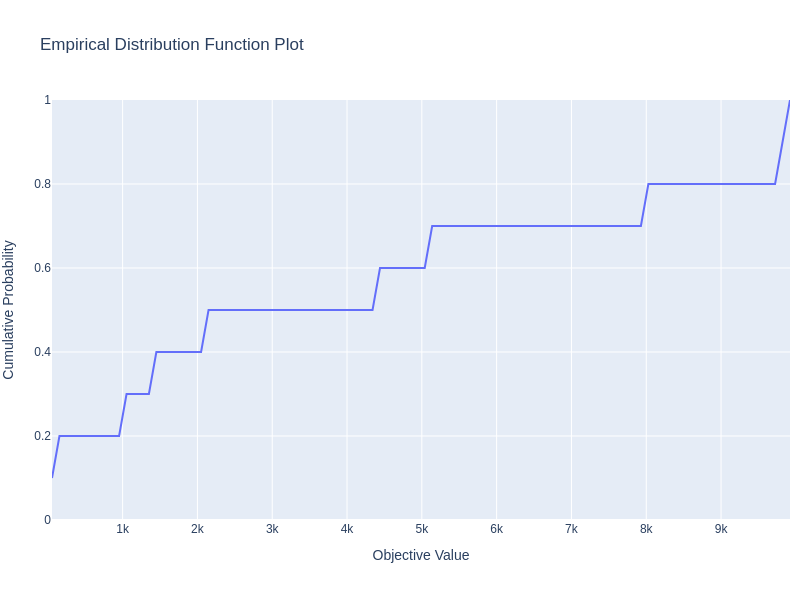 Empirical Distribution Function Plot
1
0.8
0.6
0.4
0.2
0
Cumulative Probability
1k 2k 3k 4k 5k 6k 7k 8k 9k
Objective Value